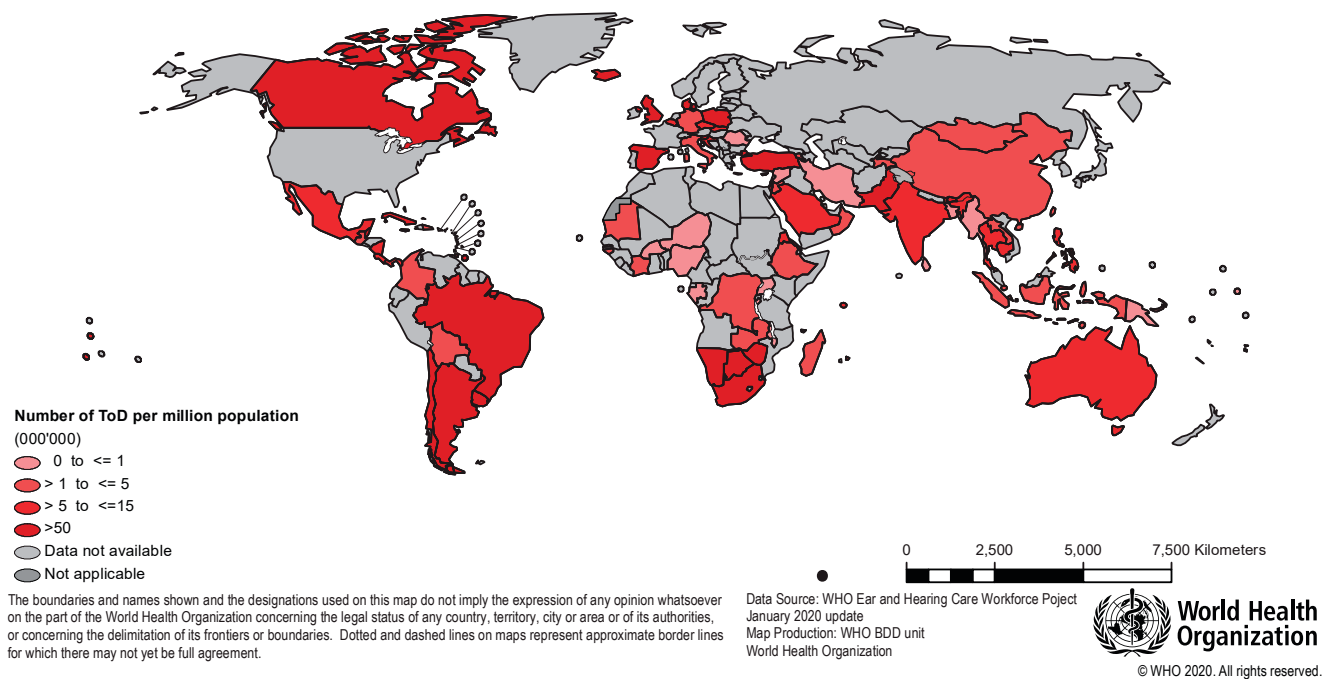 Number of ToD per million population
(000'000)
0 to <= 1
> 1 to <= 5
> 5 to <=15
>50
Data not available
Not applicable
0 2,500 5,000 7,500 Kilometers
The boundaries and names shown and the designations used on this map do not imply the expression of any opinion whatsoever
on the part of the World Health Organization concerning the legal status of any country, territory, city or area or of its authorities,
or concerning the delimitation of its frontiers or boundaries. Dotted and dashed lines on maps represent approximate border lines
for which there may not yet be full agreement.
Data Source: WHO Ear and Hearing Care Workforce Poject
January 2020 update
Map Production: WHO BDD unit
World Health Organization
World Health
Organization
© WHO 2020. All rights reserved.